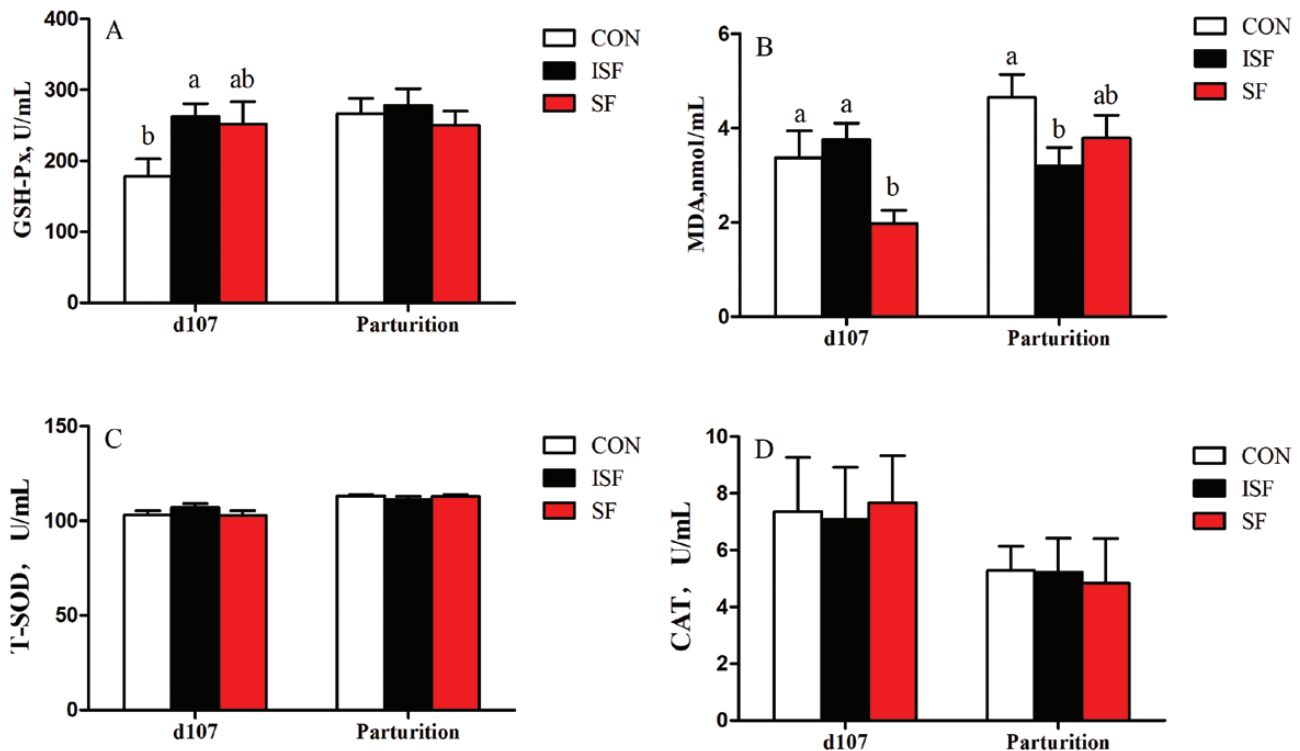 A
GSH-Px, U/mL
400
300
200
100
0
b
a
ab
d107
Parturition
CON
ISF
SF
B
MDA,nmol/mL
6
4
2
0
a
a
b
a
b
ab
d107
Parturition
CON
ISF
SF
C
T-SOD， U/mL
150
100
50
0
d107
Parturition
CON
ISF
SF
D
CAT， U/mL
10
8
6
4
2
0
d107
Parturition
CON
ISF
SF